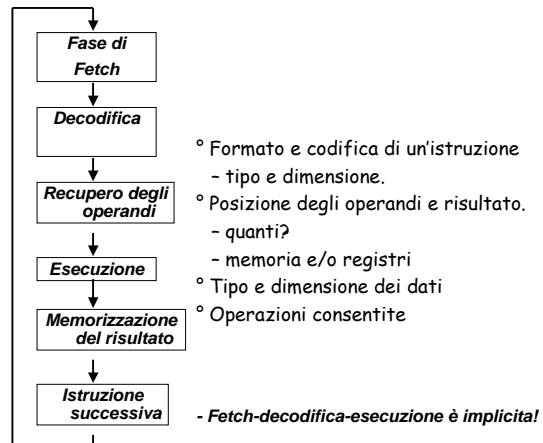 Fase di
Fetch
Decodifica
Recupero degli
operandi
Esecuzione
Memorizzazione
del risultato
Istruzione
successiva
° Formato e codifica di un'istruzione
– tipo e dimensione.
° Posizione degli operandi e risultato.
– quanti?
– memoria e/o registri
° Tipo e dimensione dei dati
° Operazioni consentite
- Fetch-decodifica-esecuzione è implicita!